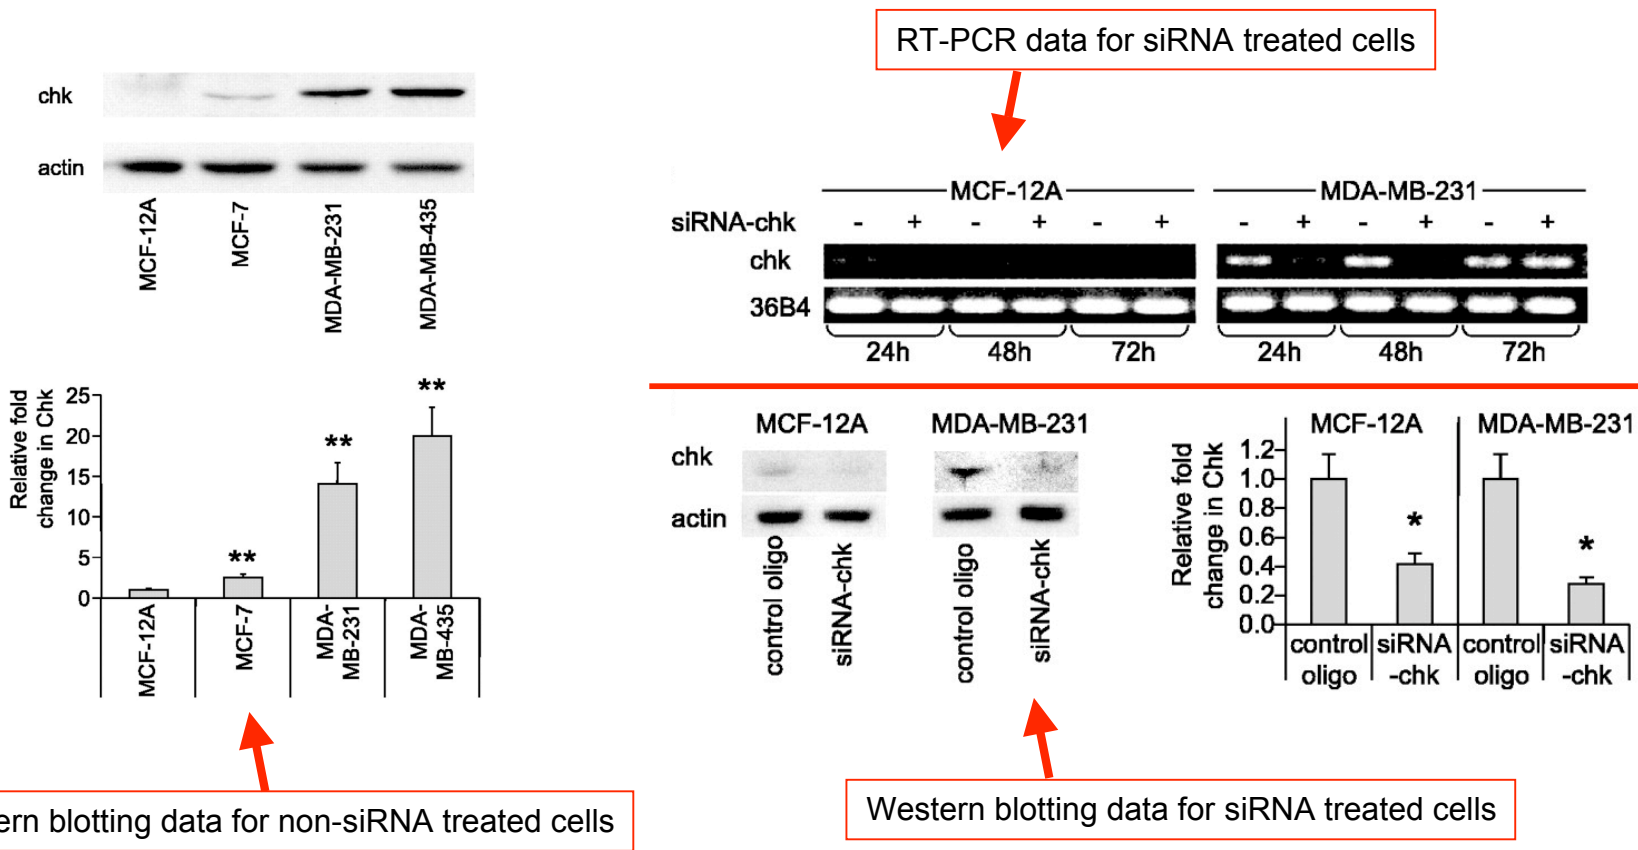 RT-PCR data for siRNA treated cells
chk
actin
MCF-12A
MCF-7
MDA-MB-231
MDA-MB-435
Relative fold
change in Chk
25
20
15
10
5
0
**
**
**
MCF-12A
MCF-7
MDA-
MB-231
MDA-
MB-435
ern blotting data for non-siRNA treated cells
MCF-12A MDA-MB-231
siRNA-chk - + - + - + - + - + - +
chk
36B4
24h 48h 72h 24h 48h 72h
MCF-12A MDA-MB-231
chk
actin
control oligo
siRNA-chk
control oligo
siRNA-chk
Relative fold
change in Chk
MCF-12A MDA-MB-231
1.2
1.0
0.8
0.6
0.4
0.2
0.0
*
*
control siRNA control siRNA
oligo -chk oligo -chk
Western blotting data for siRNA treated cells